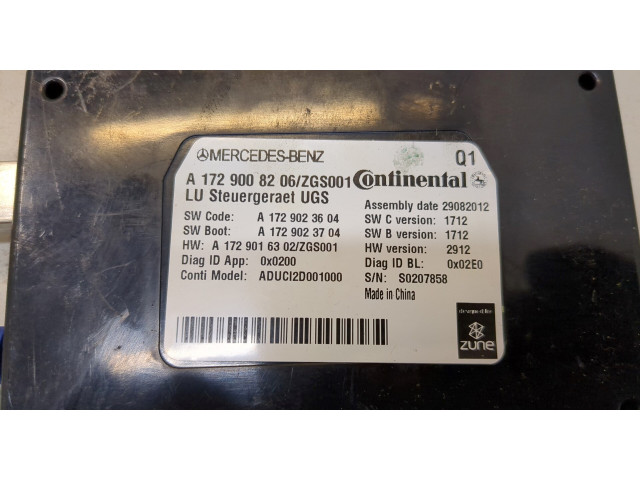 MERCEDES-BENZ
Q1
A 172 900 82 06/ZGS001 Continental
LU Steuergeraet UGS
Assembly date 29082012
SW Code: A 172 902 36 04
SW C version: 1712
SW Boot: A 172 902 37 04
SW B version: 1712
HW: A 172 901 63 02/ZGS001
HW version: 2912
Diag ID App: 0x0200
Diag ID BL: 0x02E0
Conti Model: ADUCI2D001000
S/N: S0207858
Made in China
designed by
zune